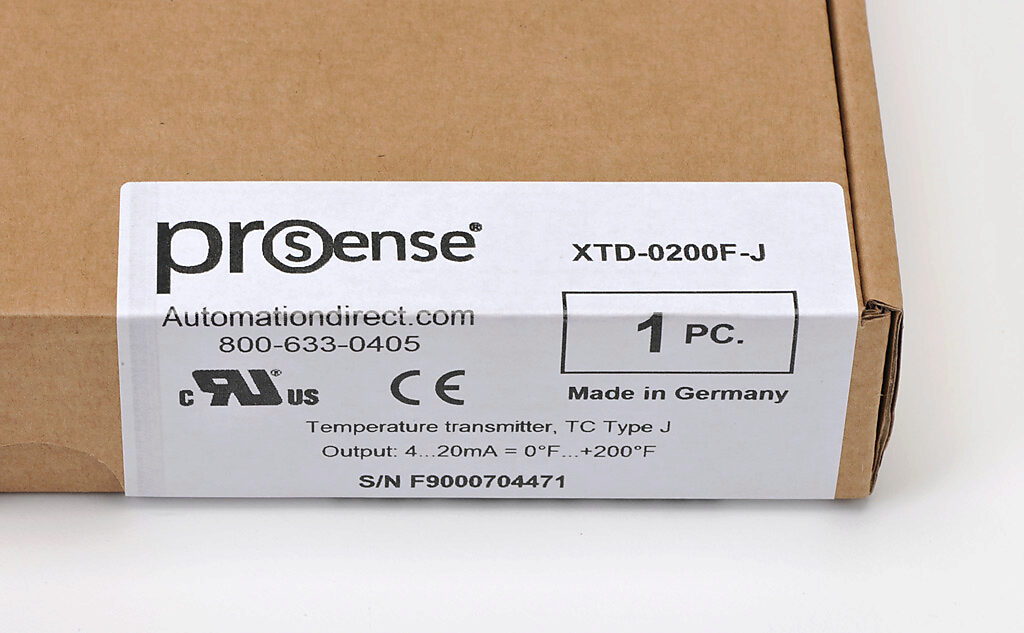 prosense®
XTD-0200F-J
Automationdirect.com
800-633-0405
1 PC.
c RU® US
CE
Made in Germany
Temperature transmitter, TC Type J
Output: 4...20mA = 0°F...+200°F
S/N F9000704471